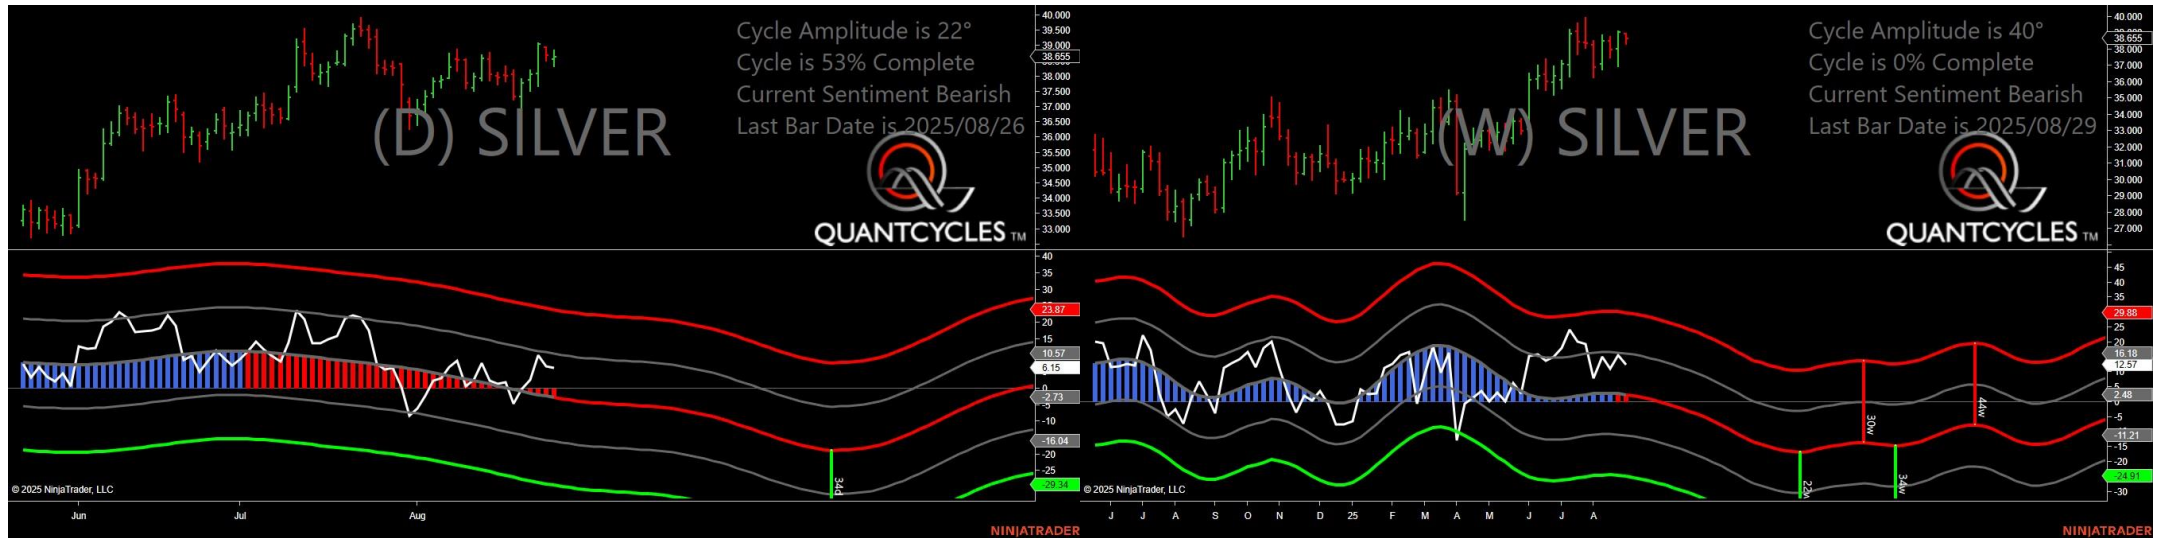 Cycle Amplitude is 22°
Cycle is 53% Complete
Current Sentiment Bearish
Last Bar Date is 2025/08/26
(D) SILVER
QUANTCYCLES TM
40.000
39.500
39.000
38.655
38.000
37.500
37.000
36.500
36.000
35.500
35.000
34.500
34.000
33.500
33.000
40
35
30
23.87
20
15
10.57
6.15
0
-2.73
-5
-10
-16.04
-20
-25
-29.34
34d
© 2025 NinjaTrader, LLC
Jun Jul Aug
NINJATRADER
Cycle Amplitude is 40°
Cycle is 0% Complete
Current Sentiment Bearish
Last Bar Date is 2025/08/29
(W) SILVER
QUANTCYCLES TM
40.000
38.655
38.000
37.000
36.000
35.000
34.000
33.000
32.000
31.000
30.000
29.000
28.000
27.000
45
40
35
29.88
25
20
16.18
12.57
10
2.48
0
-5
-11.21
-15
-20
-24.91
-30
30w
44w
22w
34w
© 2025 NinjaTrader, LLC
J J A S O N D 25 F M A M J J A
NINJATRADER